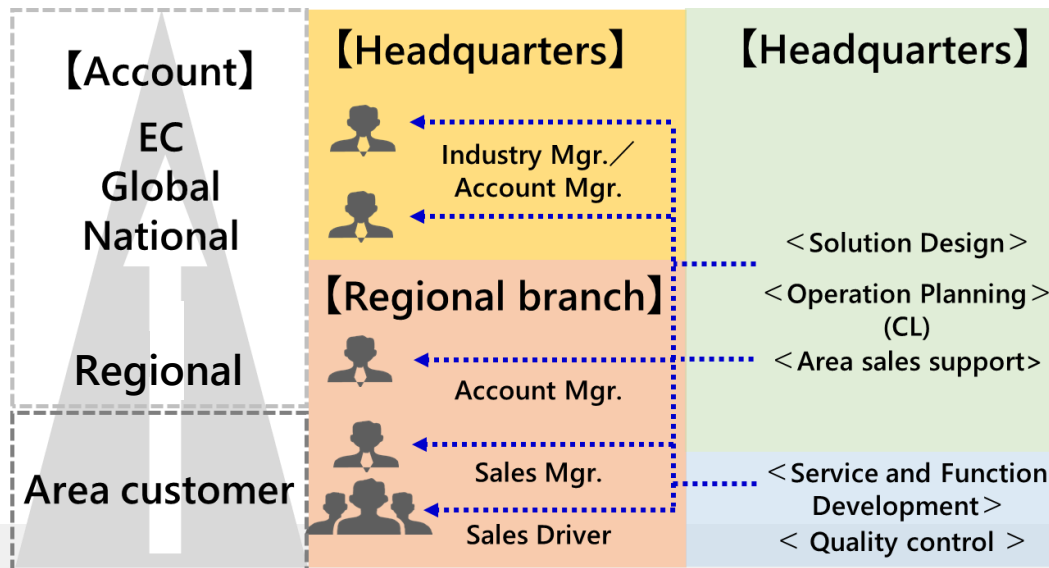 【Account】
EC
Global
National
Regional
Area customer
【Headquarters】
Industry Mgr.／
Account Mgr.
【Regional branch】
Account Mgr.
Sales Mgr.
Sales Driver
【Headquarters】
＜Solution Design＞
＜Operation Planning＞
(CL)
＜Area sales support>
＜Service and Function
Development＞
＜ Quality control ＞